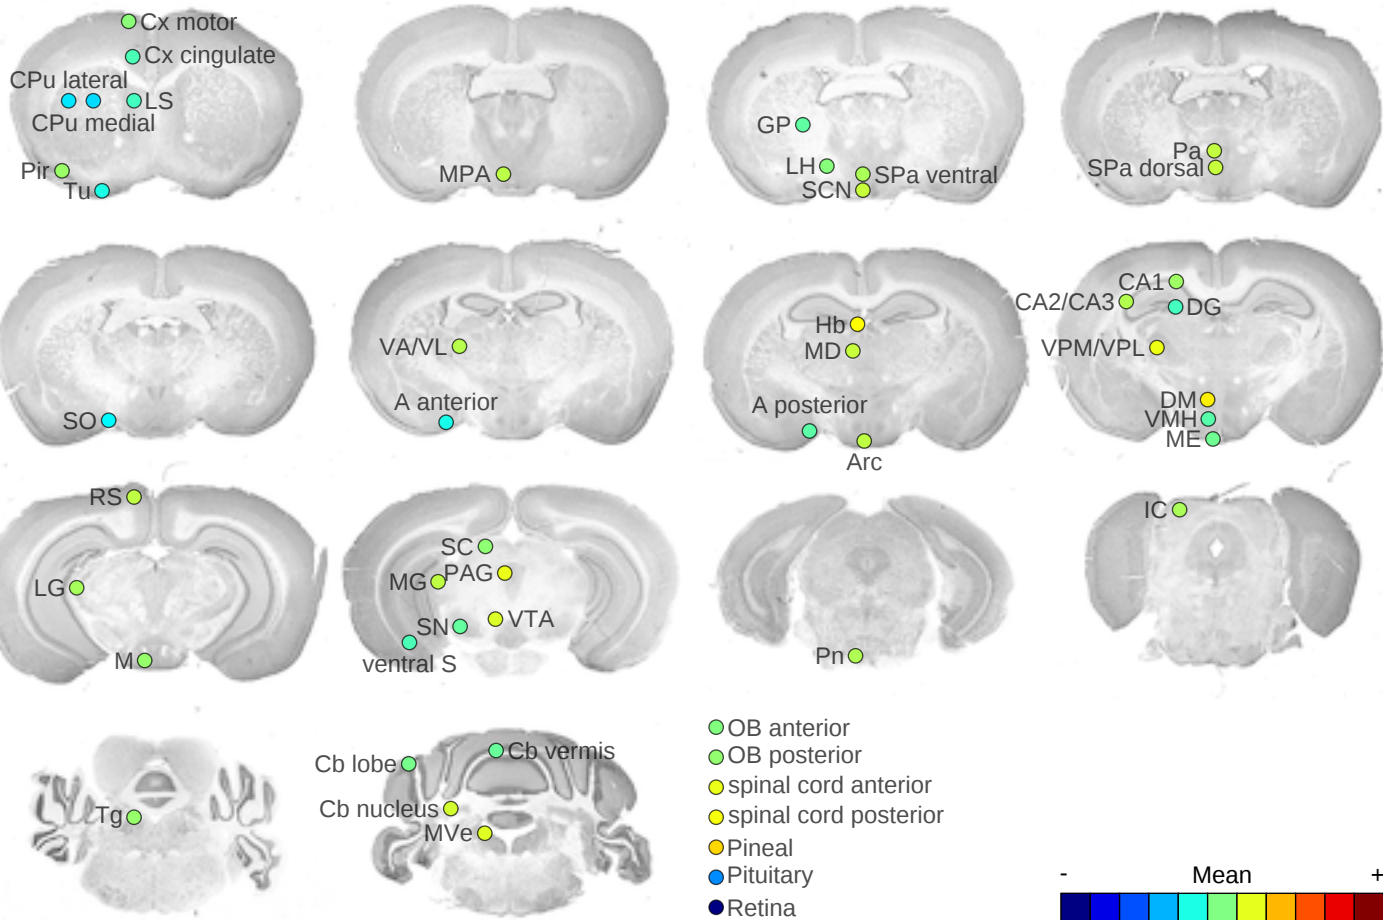 Cx motor
Cx cingulate
CPu lateral
LS
CPu medial
Pir
Tu
MPA
GP
LH
SPa ventral
SCN
Pa
SPa dorsal
SO
VA/VL
A anterior
Hb
MD
A posterior
Arc
CA1
CA2/CA3
DG
VPM/VPL
DM
VMH
ME
RS
LG
M
SC
MG
PAG
SN
VTA
ventral S
Pn
IC
Tg
Cb lobe
Cb vermis
Cb nucleus
MVe
OB anterior
OB posterior
spinal cord anterior
spinal cord posterior
Pineal
Pituitary
Retina
- Mean +